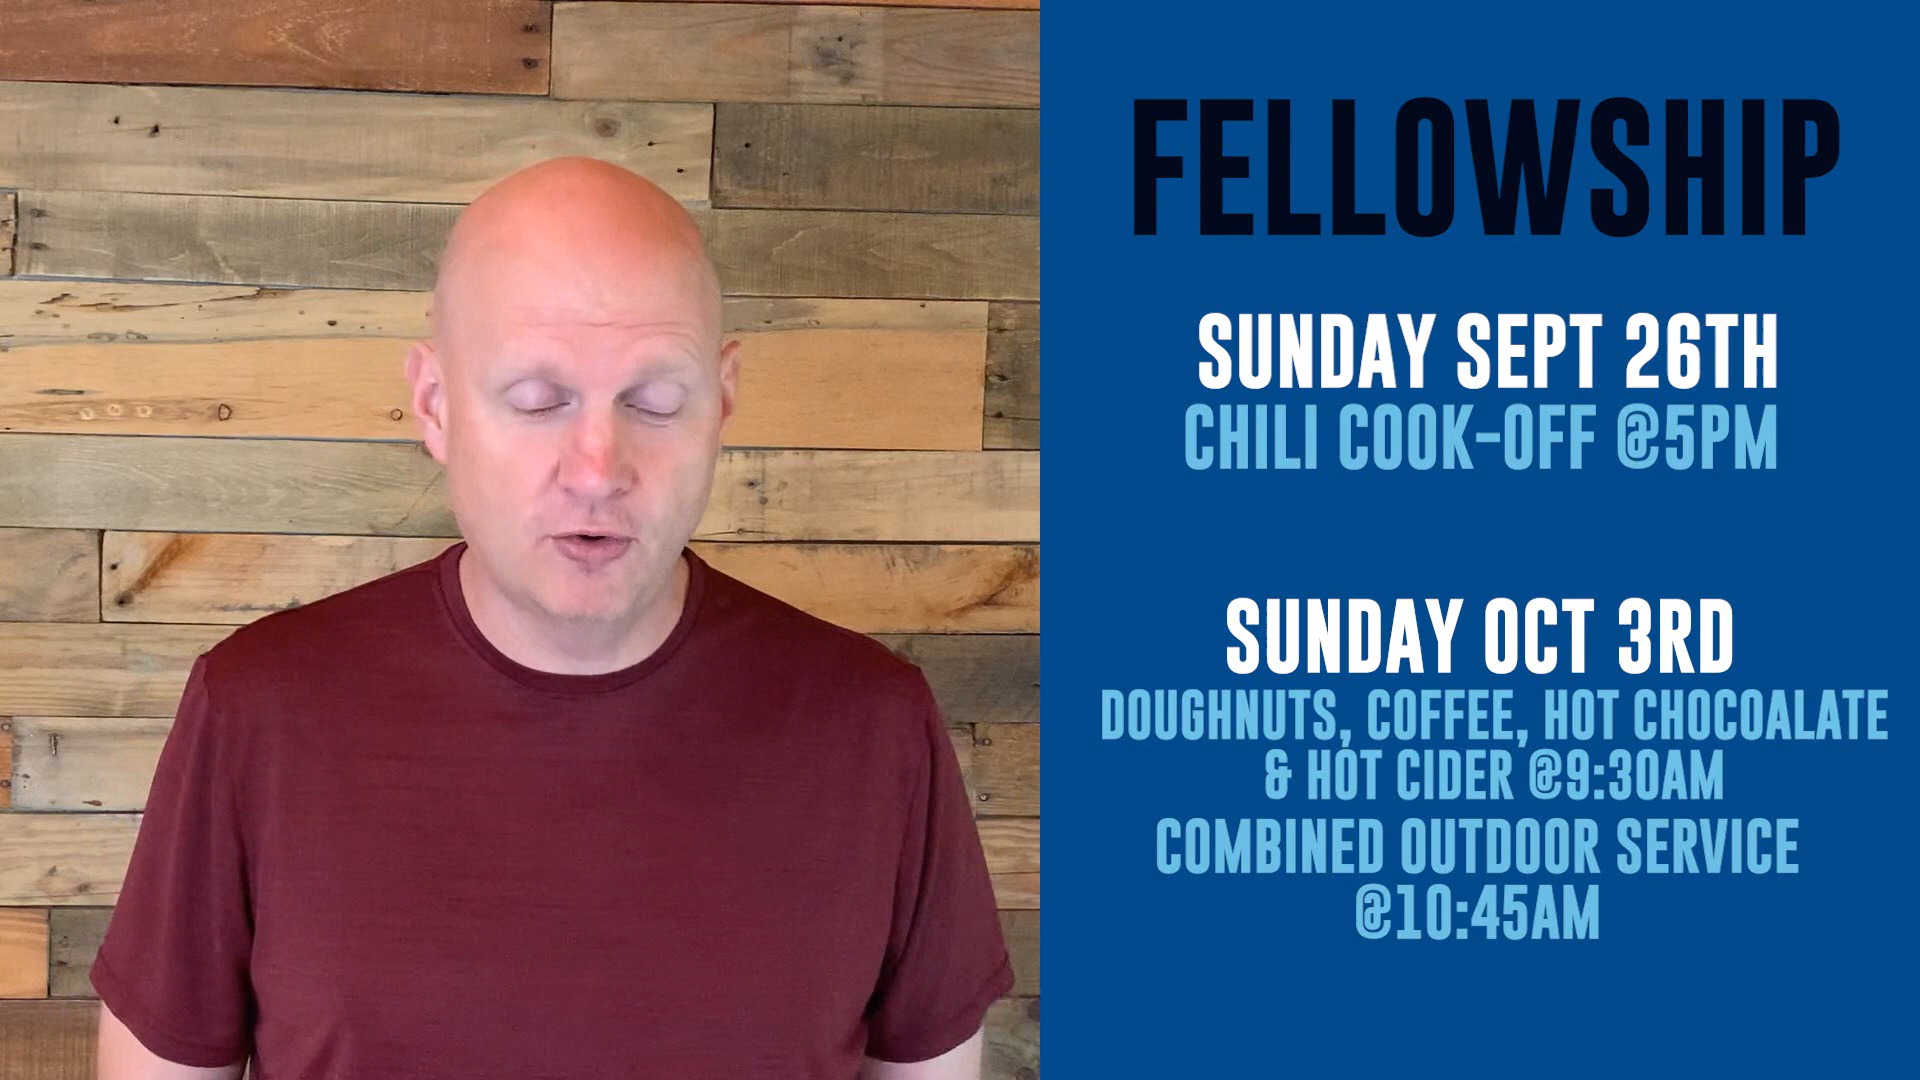 FELLOWSHIP
SUNDAY SEPT 26TH
CHILI COOK-OFF @5PM
SUNDAY OCT 3RD
DOUGHNUTS, COFFEE, HOT CHOCOALATE
& HOT CIDER @9:30AM
COMBINED OUTDOOR SERVICE
@10:45AM